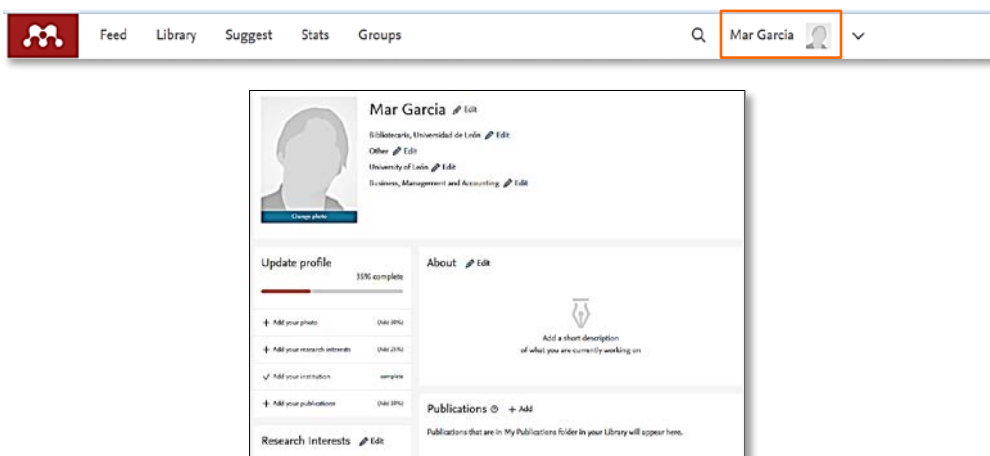 Feed Library Suggest Stats Groups Mar Garcia
Mar Garcia Edit
Bibliotecaria, Universidad de León Edit
Other Edit
University of León Edit
Business, Management and Accounting Edit
Change photo
Update profile
35% complete
+ Add your photo
+ Add your research interests
Add your institution complete
+ Add your publications
Research Interests Edit
About Edit
Add a short description
of what you are currently working on
Publications + Add
Publications that are in My Publications folder in your Library will appear here.